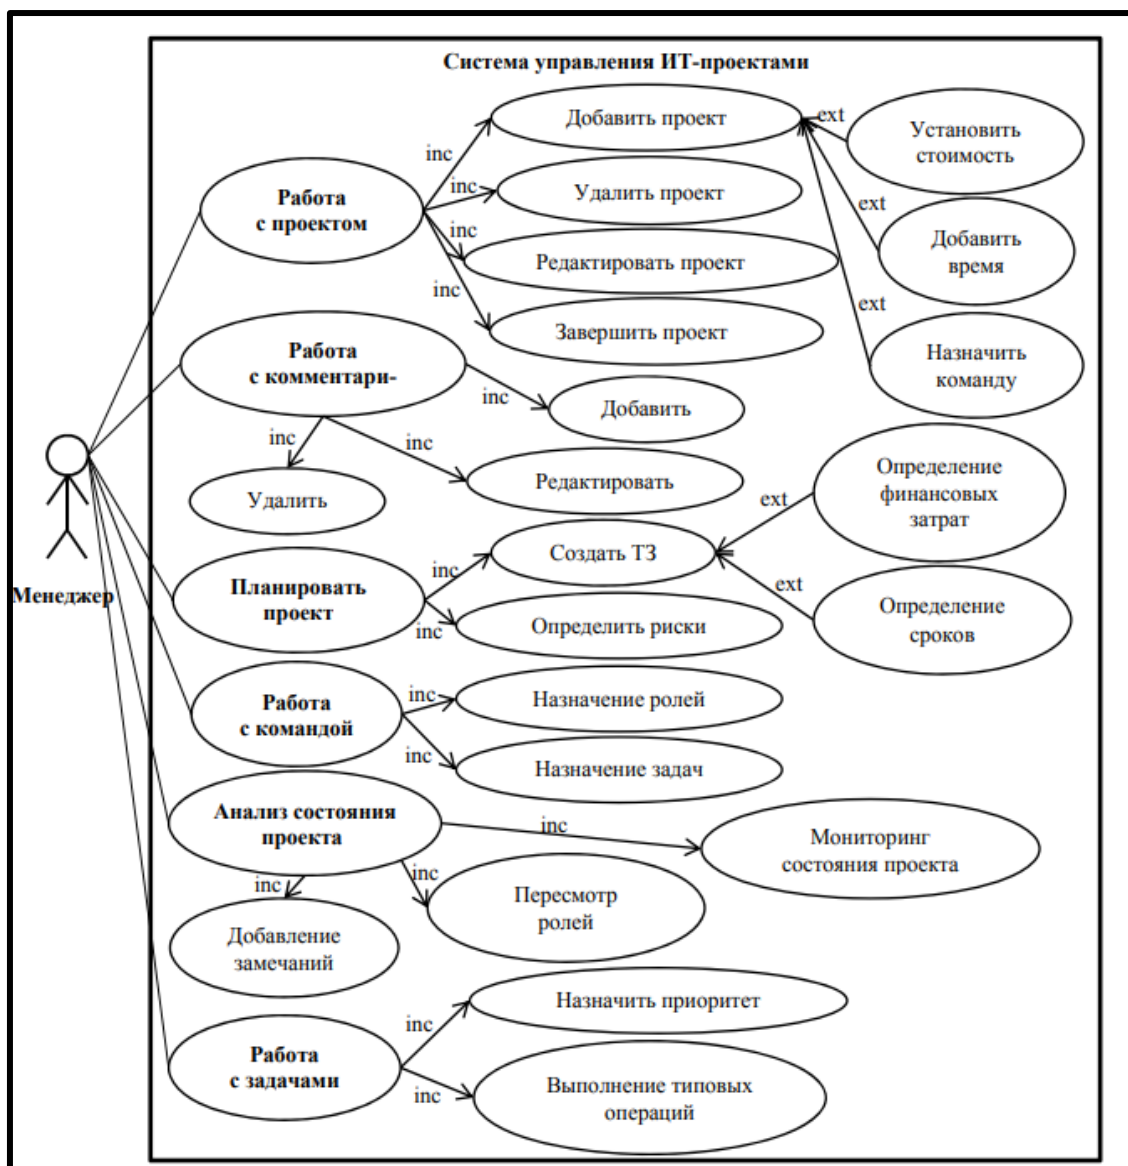 Система управления ИТ-проектами
Добавить проект
ext
Установить
стоимость
inc
Работа
с проектом
inc
Удалить проект
ext
Добавить
время
inc
Редактировать проект
inc
Завершить проект
ext
Назначить
команду
Работа
с комментари-
inc
Добавить
inc
Удалить
inc
Редактировать
ext
Определение
финансовых
затрат
Менеджер
Планировать
проект
inc
Создать ТЗ
ext
Определение
сроков
inc
Определить риски
Работа
с командой
inc
Назначение ролей
inc
Назначение задач
Анализ состояния
проекта
inc
Мониторинг
состояния проекта
inc
Добавление
замечаний
inc
Пересмотр
ролей
Работа
с задачами
inc
Назначить приоритет
inc
Выполнение типовых
операций